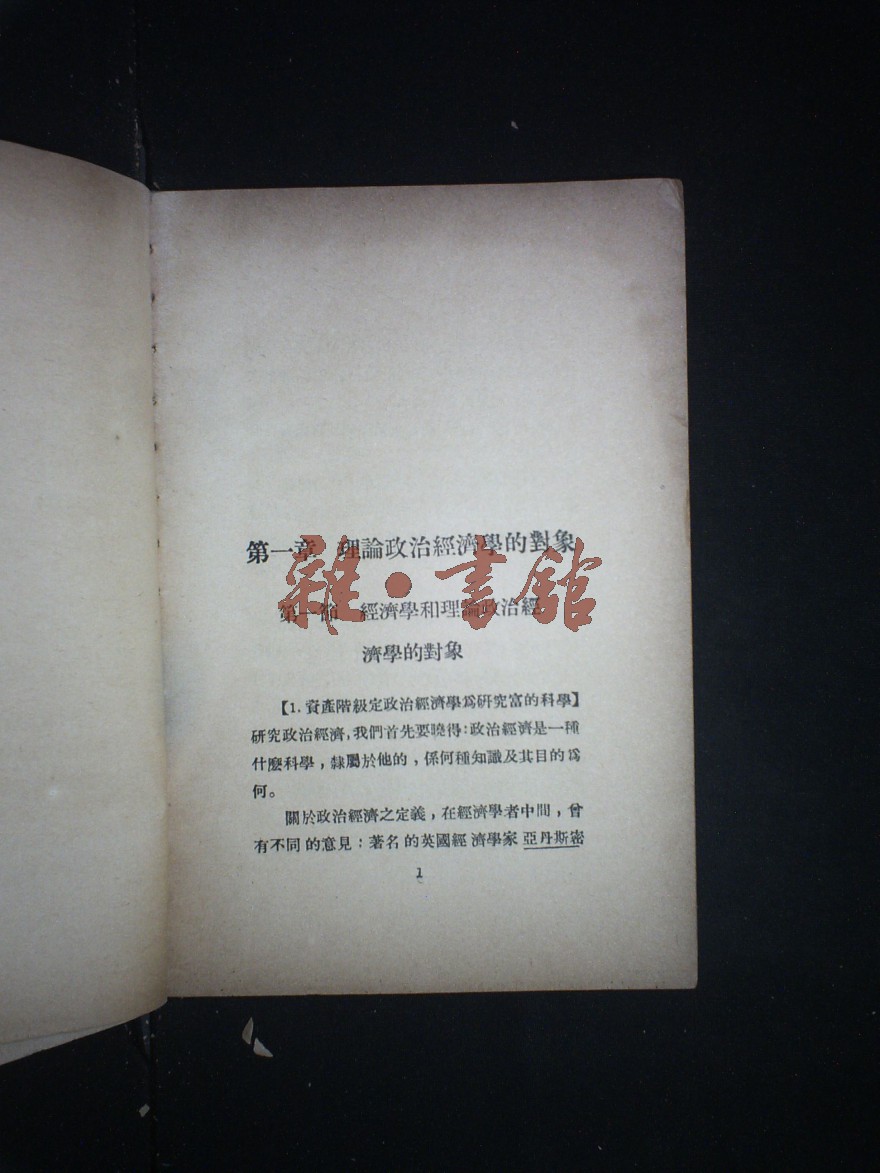 第一章 理論政治經濟學的對象
雜・書館
第一節 經濟學和理論政治經
濟學的對象
【1.資產階級定政治經濟學爲硏究富的科學】
硏究政治經濟,我們首先要曉得:政治經濟是一種
什麽科學,隸屬於他的,係何種知識及其目的爲
何。
關於政治經濟之定義,在經濟學者中間,曾
有不同的意見:著名的英國經濟學家亞丹斯密
1